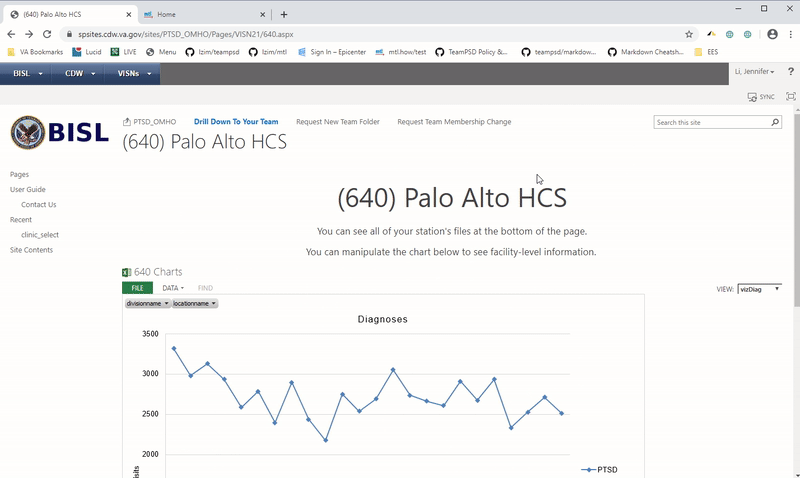 (640) Palo Alto HCS
Home
spsites.cdw.va.gov/sites/PTSD_OMHO/Pages/VISN21/640.aspx
VA Bookmarks Lucid LIVE Menu lzim/teampsd lzim/mtl Sign In – Epicenter mtl.how/test TeamPSD Policy &... teampsd/markdow... Markdown Cheatsh... EES
BISL CDW VISNs
Li, Jennifer ?
SYNC
PTSD_OMHO Drill Down To Your Team Request New Team Folder Request Team Membership Change
Search this site
BISL
(640) Palo Alto HCS
Pages
User Guide
Contact Us
Recent
clinic_select
Site Contents
(640) Palo Alto HCS
You can see all of your station's files at the bottom of the page.
You can manipulate the chart below to see facility-level information.
640 Charts
FILE DATA FIND
VIEW: vizDiag
divisionname locationname
Diagnoses
3500
3000
2500
2000
PTSD